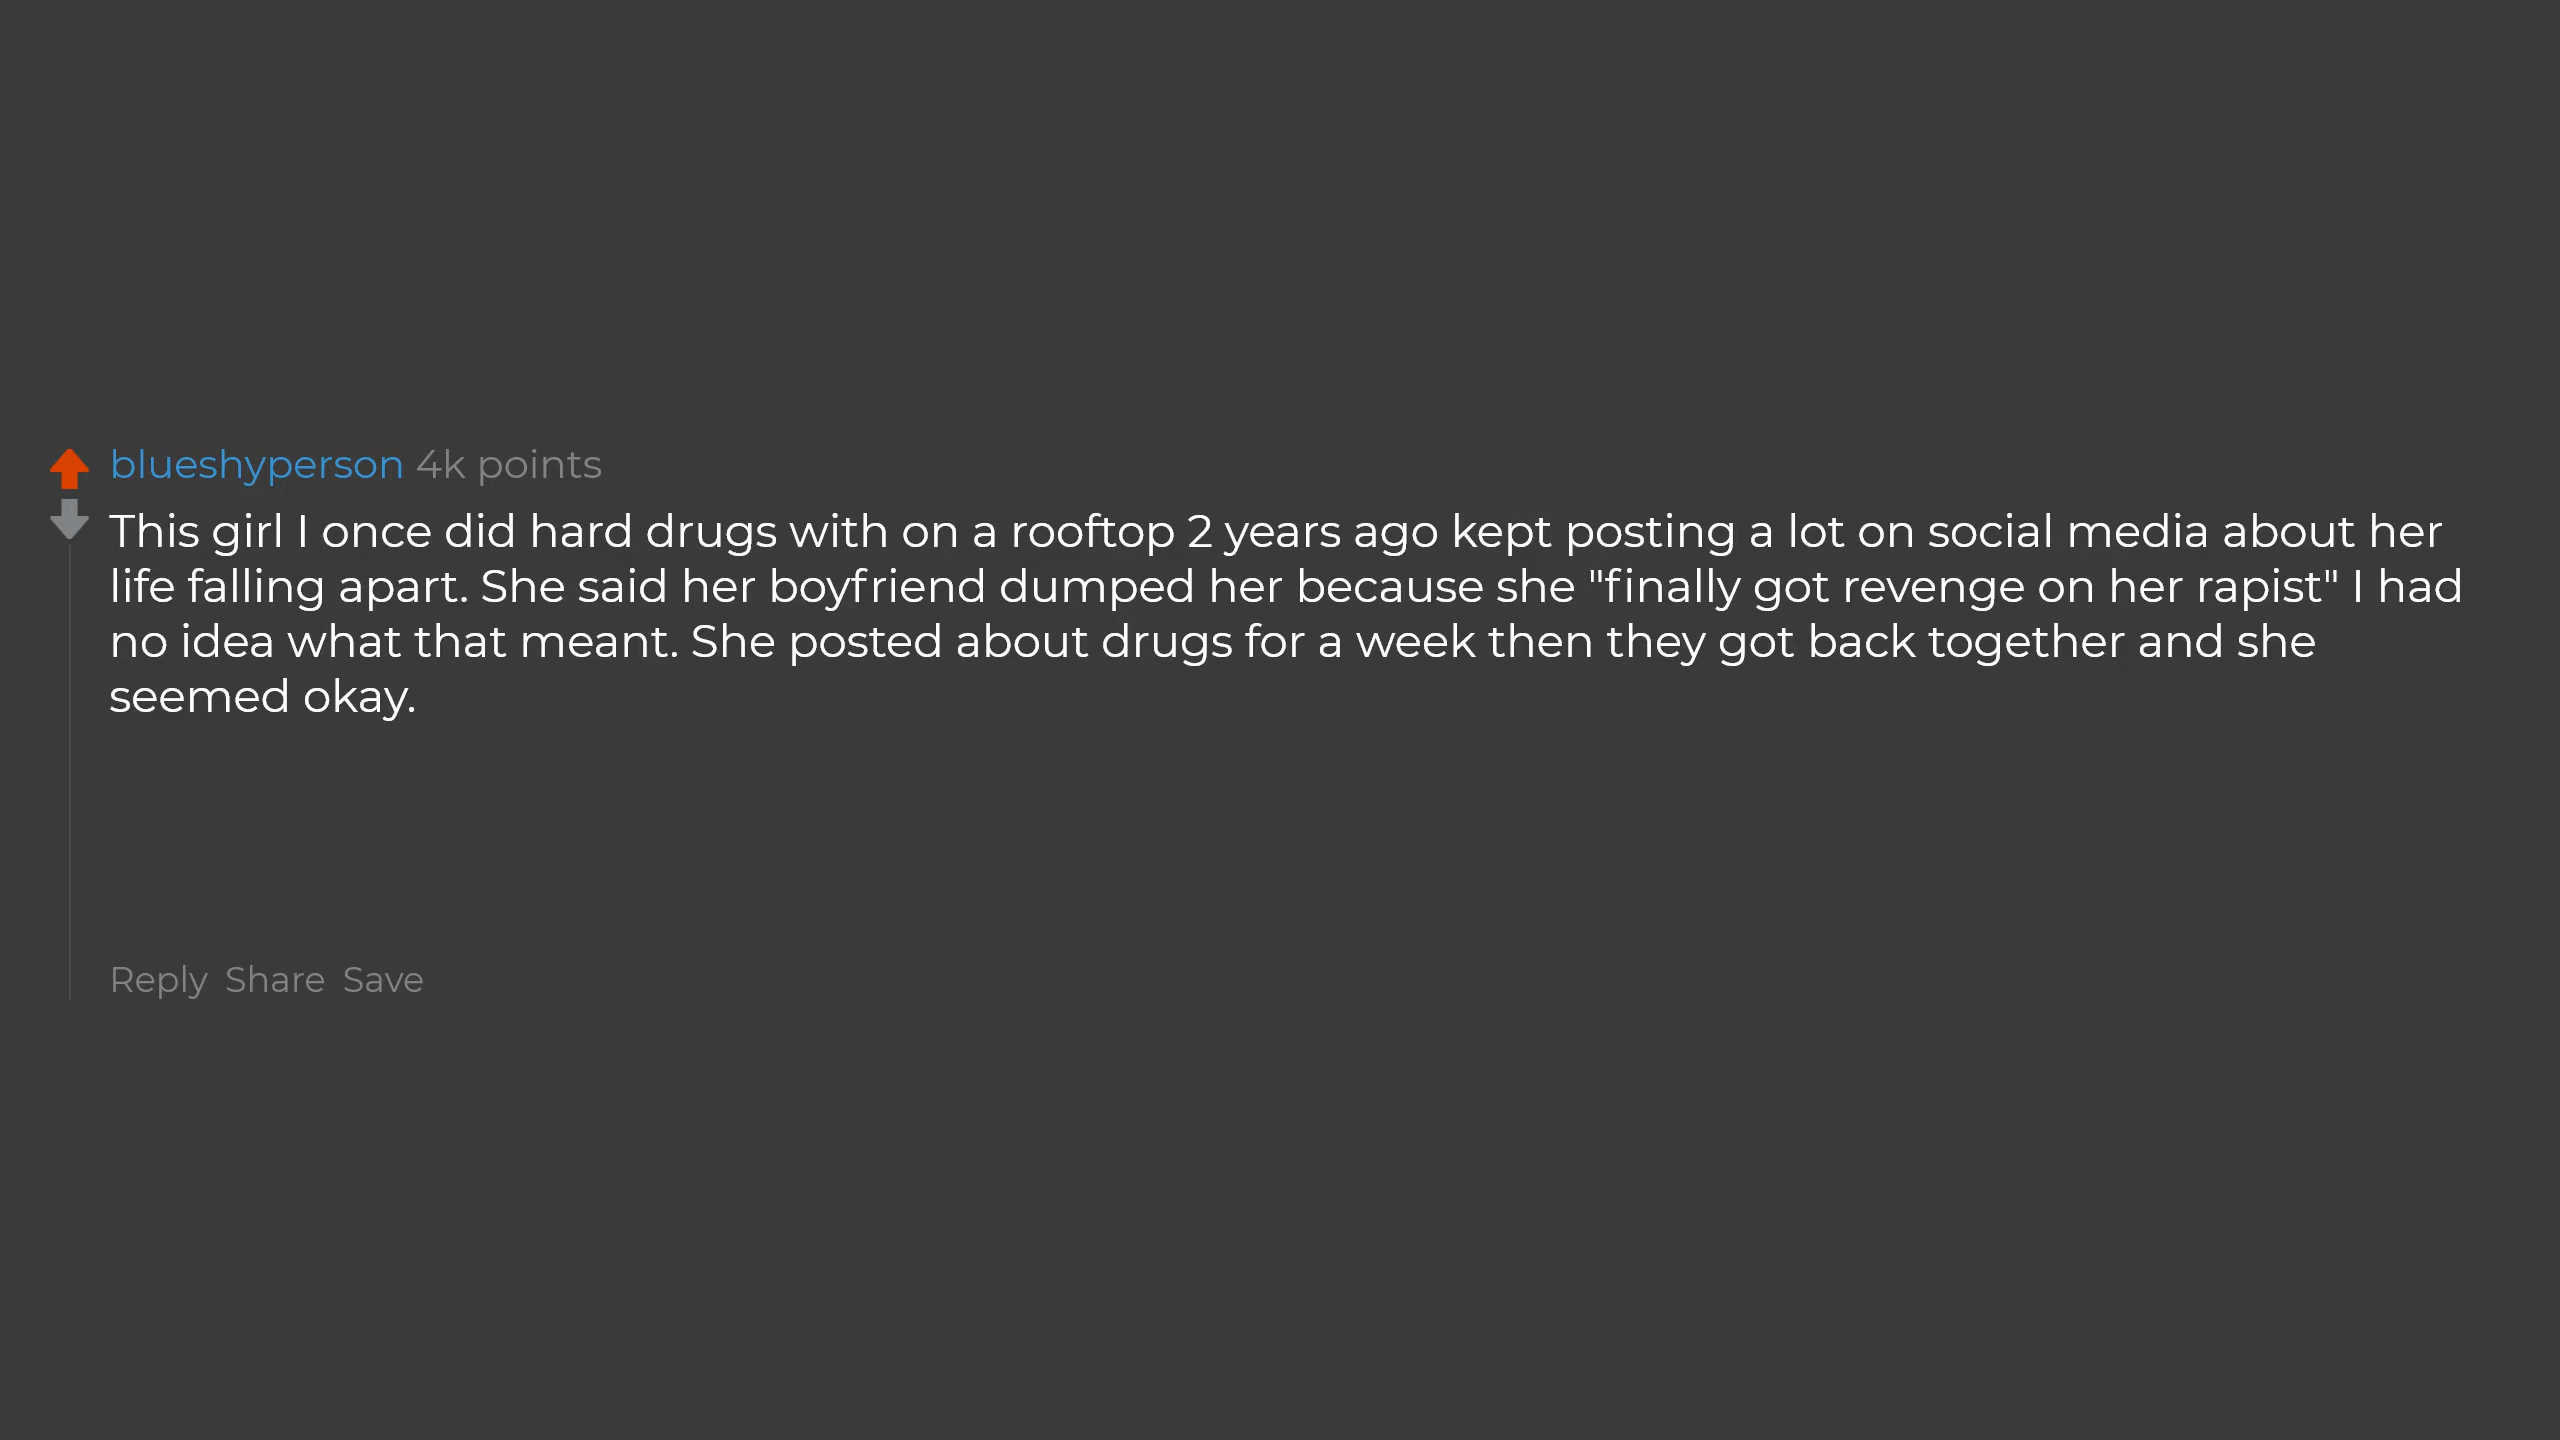 blueshyperson 4k points
This girl I once did hard drugs with on a rooftop 2 years ago kept posting a lot on social media about her
life falling apart. She said her boyfriend dumped her because she "finally got revenge on her rapist" I had
no idea what that meant. She posted about drugs for a week then they got back together and she
seemed okay.
Reply Share Save